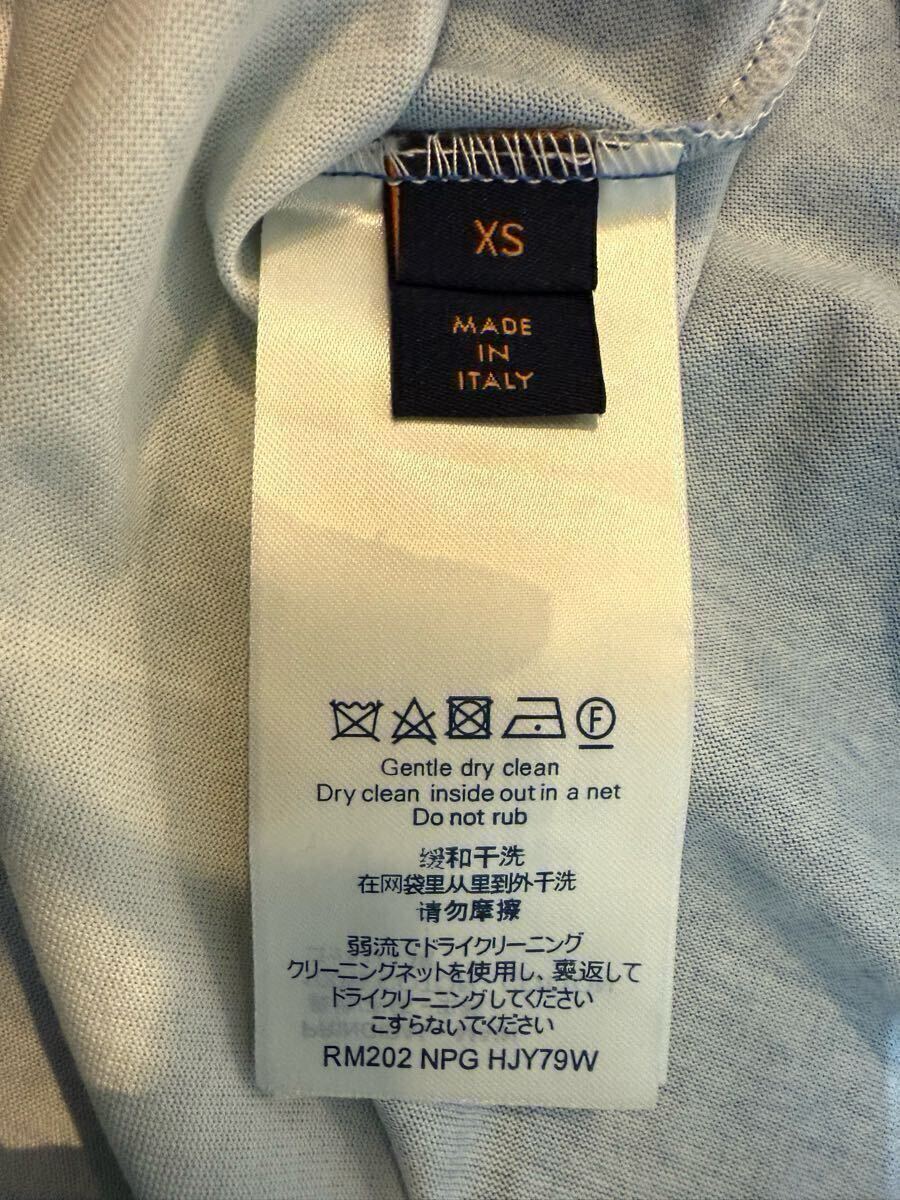 XS
MADE
IN
ITALY
F
Gentle dry clean
Dry clean inside out in a net
Do not rub
缓和干洗
在网袋里从里到外干洗
请勿摩擦
弱流でドライクリーニング
クリーニングネットを使用し、裏返して
ドライクリーニングしてください
こすらないでください
RM202 NPG HJY79W